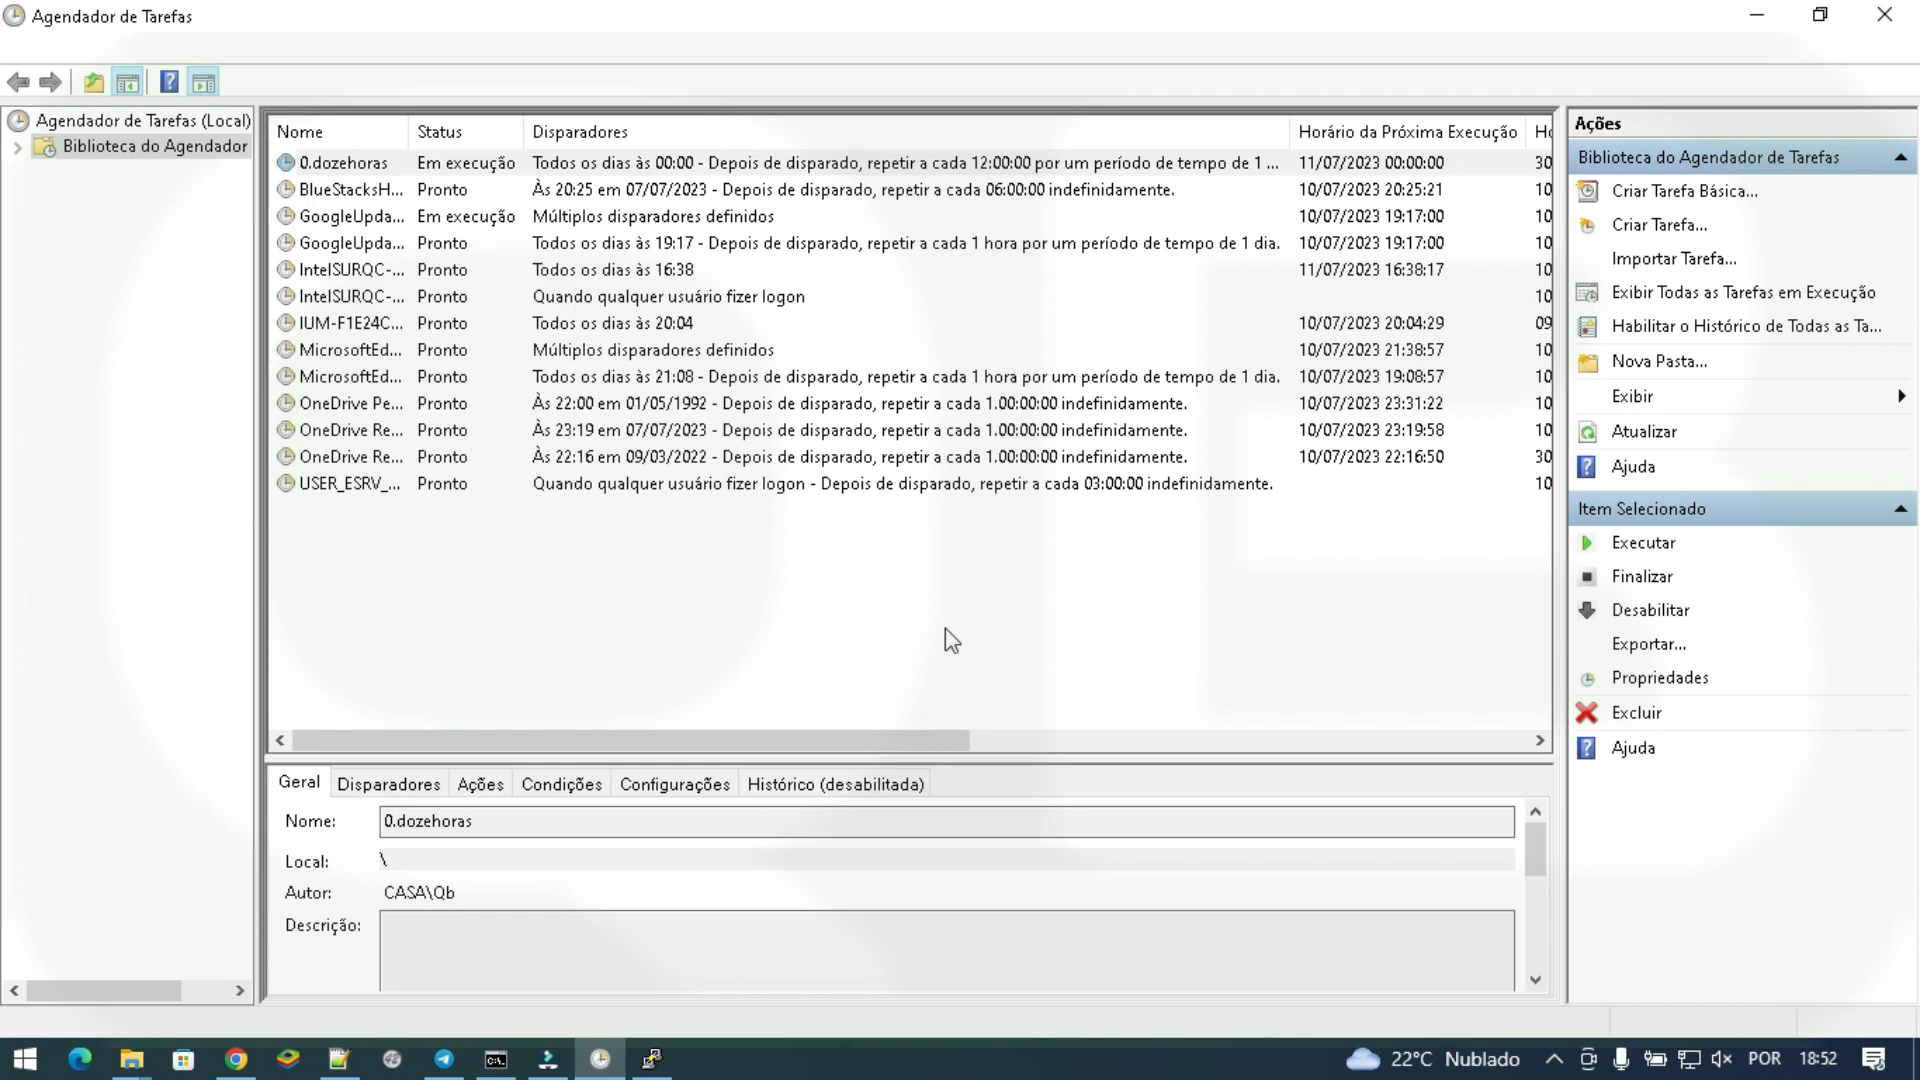 Agendador de Tarefas
Agendador de Tarefas (Local)
Biblioteca do Agendador
Nome Status Disparadores Horário da Próxima Execução
0.dozehoras Em execução Todos os dias às 00:00 - Depois de disparado, repetir a cada 12:00:00 por um período de tempo de 1 ... 11/07/2023 00:00:00 30
BlueStacksH... Pronto Às 20:25 em 07/07/2023 - Depois de disparado, repetir a cada 06:00:00 indefinidamente. 10/07/2023 20:25:21 10
GoogleUpda... Em execução Múltiplos disparadores definidos 10/07/2023 19:17:00 10
GoogleUpda... Pronto Todos os dias às 19:17 - Depois de disparado, repetir a cada 1 hora por um período de tempo de 1 dia. 10/07/2023 19:17:00 10
IntelSURQC-... Pronto Todos os dias às 16:38 11/07/2023 16:38:17 10
IntelSURQC-... Pronto Quando qualquer usuário fizer logon 10
IUM-F1E24C... Pronto Todos os dias às 20:04 10/07/2023 20:04:29 09
MicrosoftEd... Pronto Múltiplos disparadores definidos 10/07/2023 21:38:57 10
MicrosoftEd... Pronto Todos os dias às 21:08 - Depois de disparado, repetir a cada 1 hora por um período de tempo de 1 dia. 10/07/2023 19:08:57 10
OneDrive Pe... Pronto Às 22:00 em 01/05/1992 - Depois de disparado, repetir a cada 1.00:00:00 indefinidamente. 10/07/2023 23:31:22 10
OneDrive Re... Pronto Às 23:19 em 07/07/2023 - Depois de disparado, repetir a cada 1.00:00:00 indefinidamente. 10/07/2023 23:19:58 10
OneDrive Re... Pronto Às 22:16 em 09/03/2022 - Depois de disparado, repetir a cada 1.00:00:00 indefinidamente. 10/07/2023 22:16:50 30
USER_ESRV_... Pronto Quando qualquer usuário fizer logon - Depois de disparado, repetir a cada 03:00:00 indefinidamente. 10
Geral Disparadores Ações Condições Configurações Histórico (desabilitada)
Nome: 0.dozehoras
Local: \
Autor: CASA\Qb
Descrição:
Ações
Biblioteca do Agendador de Tarefas
Criar Tarefa Básica...
Criar Tarefa...
Importar Tarefa...
Exibir Todas as Tarefas em Execução
Habilitar o Histórico de Todas as Ta...
Nova Pasta...
Exibir
Atualizar
Ajuda
Item Selecionado
Executar
Finalizar
Desabilitar
Exportar...
Propriedades
Excluir
Ajuda
22°C Nublado POR 18:52